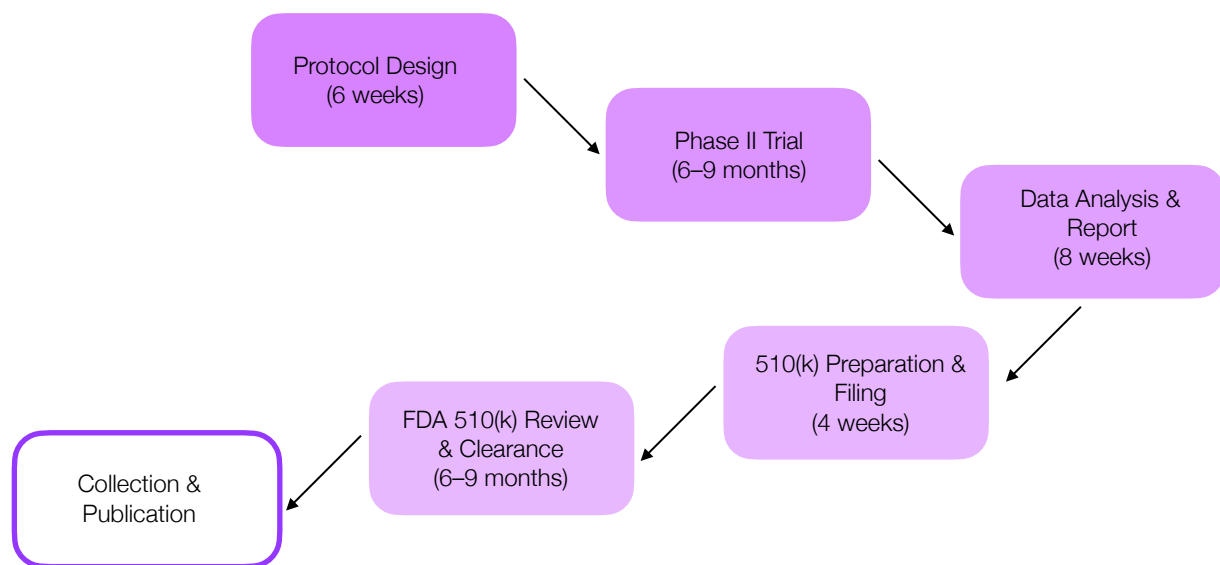 Protocol Design
(6 weeks)
Phase II Trial
(6–9 months)
Data Analysis &
Report
(8 weeks)
510(k) Preparation &
Filing
(4 weeks)
FDA 510(k) Review
& Clearance
(6–9 months)
Collection &
Publication